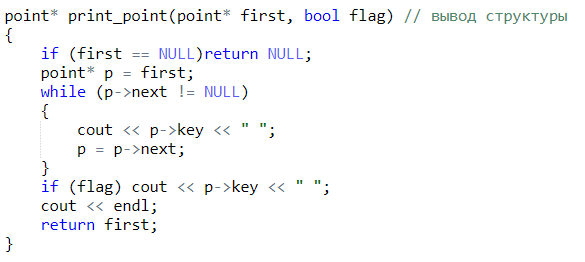 point* print_point(point* first, bool flag) // вывод структуры
{
if (first == NULL)return NULL;
point* p = first;
while (p->next != NULL)
{
cout << p->key << " ";
p = p->next;
}
if (flag) cout << p->key << " ";
cout << endl;
return first;
}